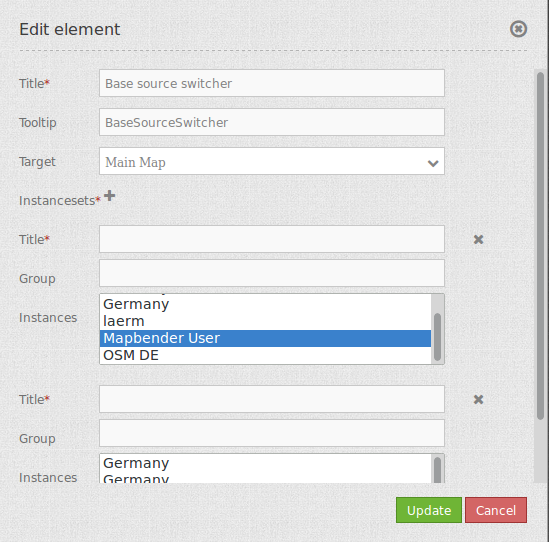 Edit element
Title* Base source switcher
Tooltip BaseSourceSwitcher
Target Main Map
Instancesets*
Title*
Group
Instances
Germany
laerm
Mapbender User
OSM DE
Title*
Group
Instances
Germany
Germany
Update Cancel